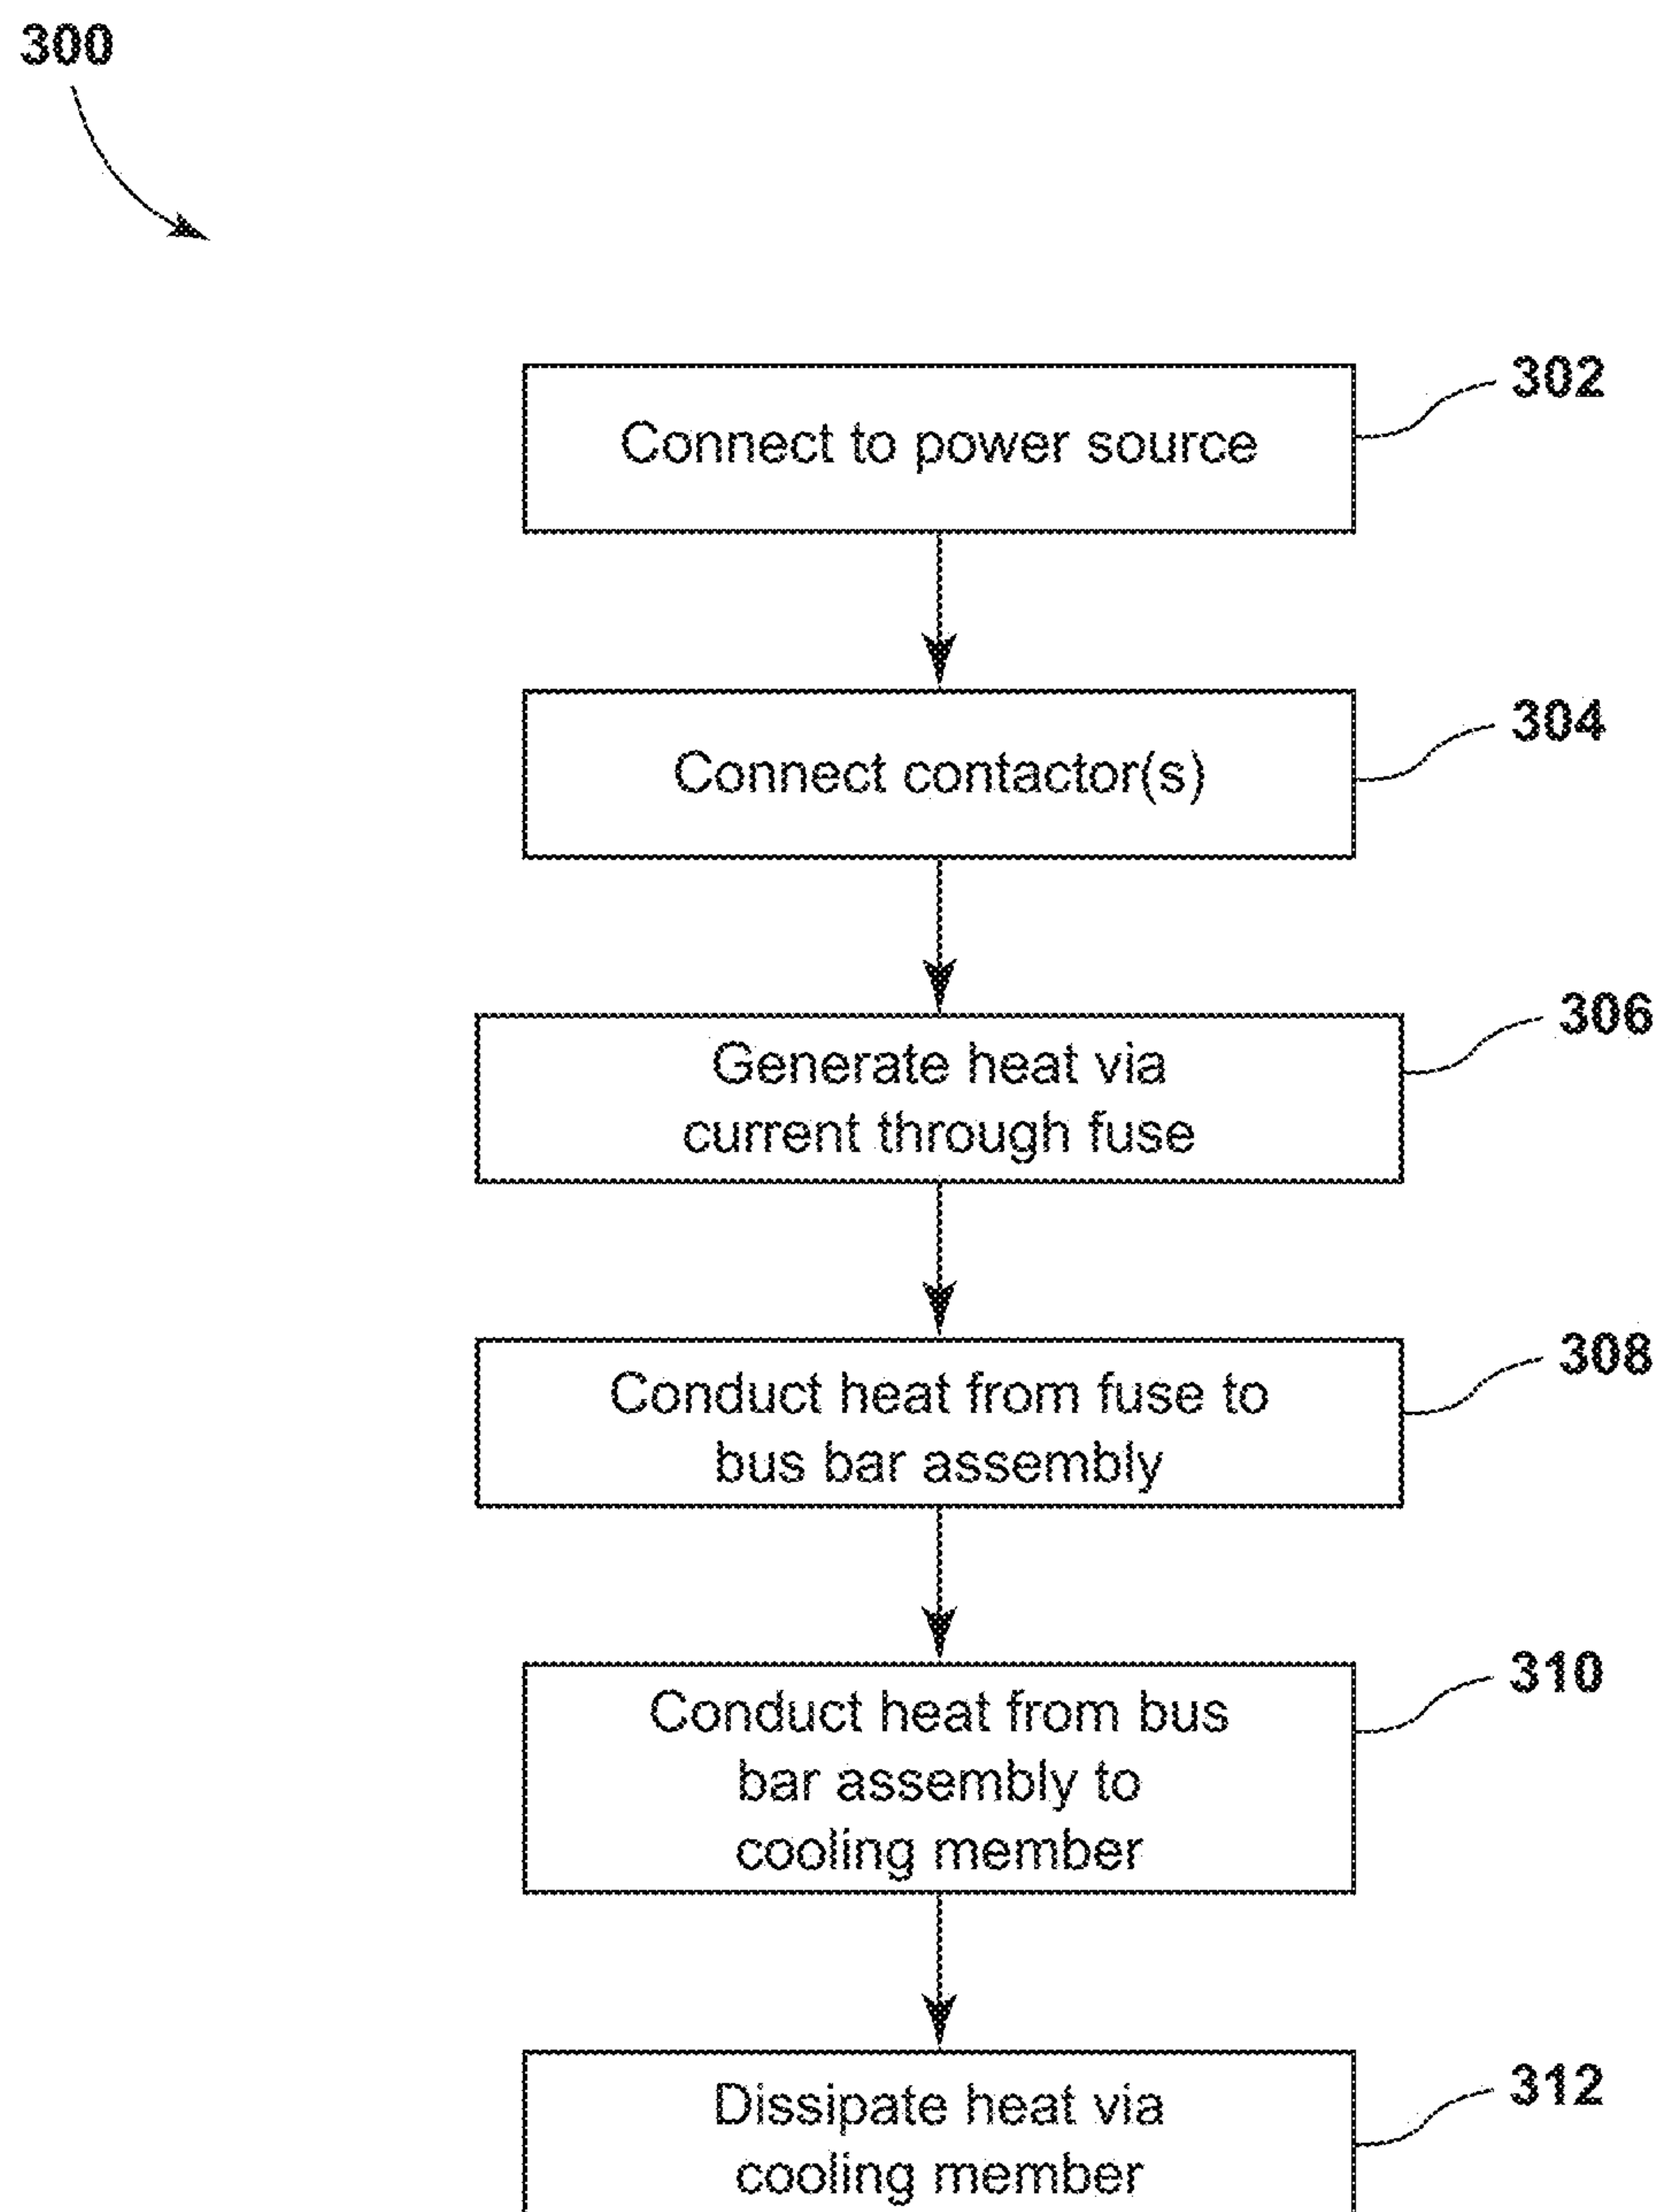 300
302
Connect to power source
304
Connect contactor(s)
306
Generate heat via
current through fuse
308
Conduct heat from fuse to
bus bar assembly
310
Conduct heat from bus
bar assembly to
cooling member
312
Dissipate heat via
cooling member